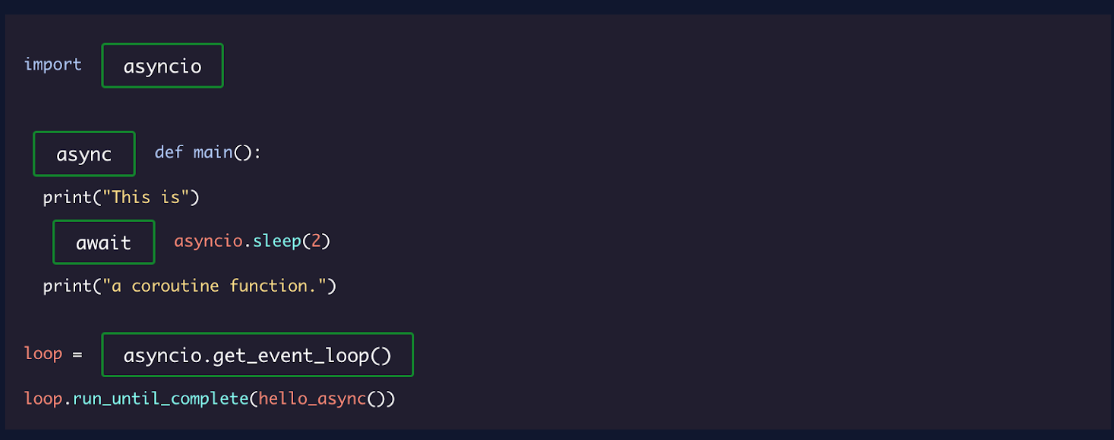 import asyncio
async def main():
print("This is")
await asyncio.sleep(2)
print("a coroutine function.")
loop = asyncio.get_event_loop()
loop.run_until_complete(hello_async())